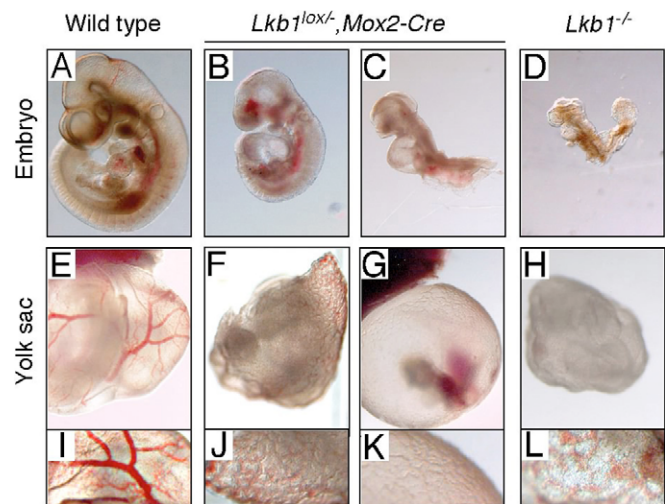 Wild type Lkb1lox/-,Mox2-Cre Lkb1-/-
Embryo
A B C D
Yolk sac
E F G H
I J K L